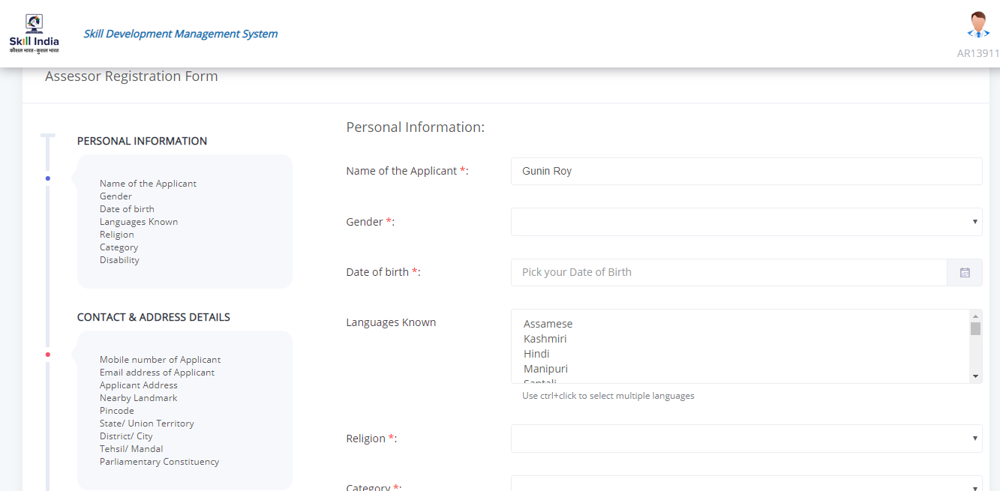 Skill India
कौशल भारत - कुशल भारत
Skill Development Management System
AR13911
Assessor Registration Form
PERSONAL INFORMATION
Name of the Applicant
Gender
Date of birth
Languages Known
Religion
Category
Disability
CONTACT & ADDRESS DETAILS
Mobile number of Applicant
Email address of Applicant
Applicant Address
Nearby Landmark
Pincode
State/ Union Territory
District/ City
Tehsil/ Mandal
Parliamentary Constituency
Personal Information:
Name of the Applicant *:
Gunin Roy
Gender *:
Date of birth *:
Pick your Date of Birth
Languages Known
Assamese
Kashmiri
Hindi
Manipuri
Santali
Use ctrl+click to select multiple languages
Religion *:
Category *: